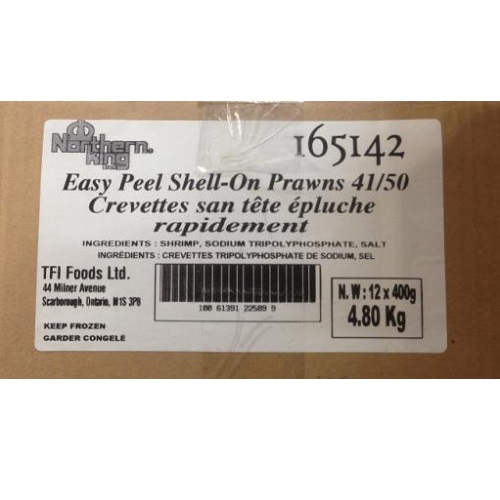 Northern King
165142
Easy Peel Shell-On Prawns 41/50
Crevettes san tête épluche
rapidement
INGREDIENTS : SHRIMP, SODIUM TRIPOLYPHOSPHATE, SALT
INGRÉDIENTS : CREVETTES TRIPOLYPHOSPHATE DE SODIUM, SEL
TFI Foods Ltd.
44 Milner Avenue
Scarborough, Ontario, M1S 3P8
100 61391 22509 9
N. W : 12 x 400g
4.80 Kg
KEEP FROZEN
GARDER CONGELÉ